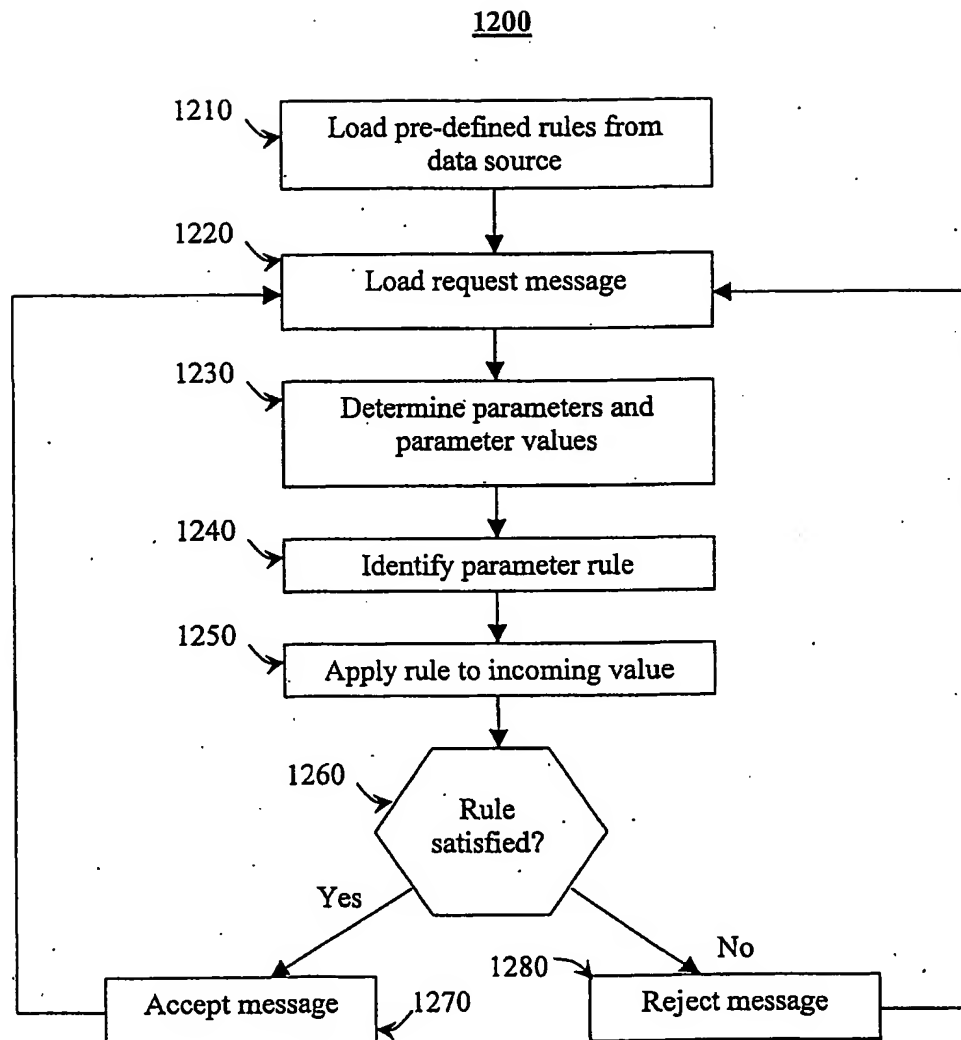 1200
1210
Load pre-defined rules from
data source
1220
Load request message
1230
Determine parameters and
parameter values
1240
Identify parameter rule
1250
Apply rule to incoming value
1260
Rule
satisfied?
Yes
No
1280
Accept message
1270
Reject message